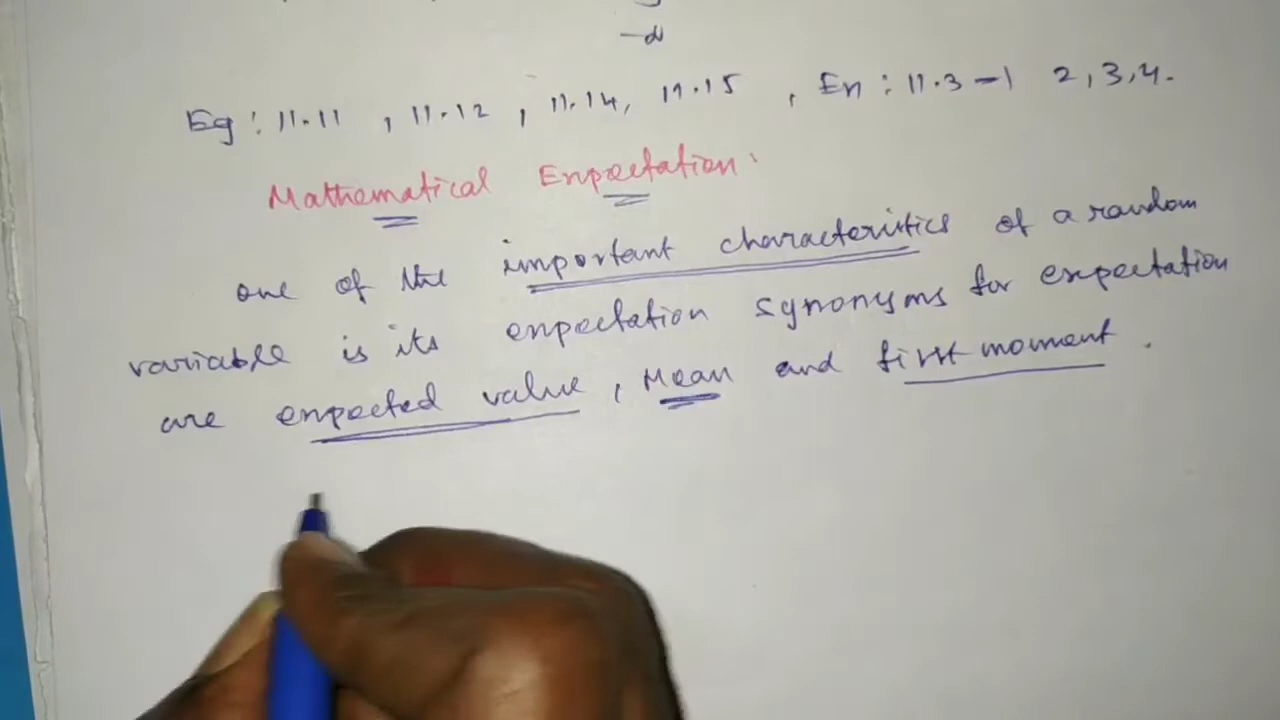 Eg: 11.11, 11.12, 11.14, 11.15, Ex: 11.3-1 2,3,4.
Mathematical Expectation:
one of the important characteristics of a random
variable is its expectation synonyms for expectation
are expected value, Mean and first moment.